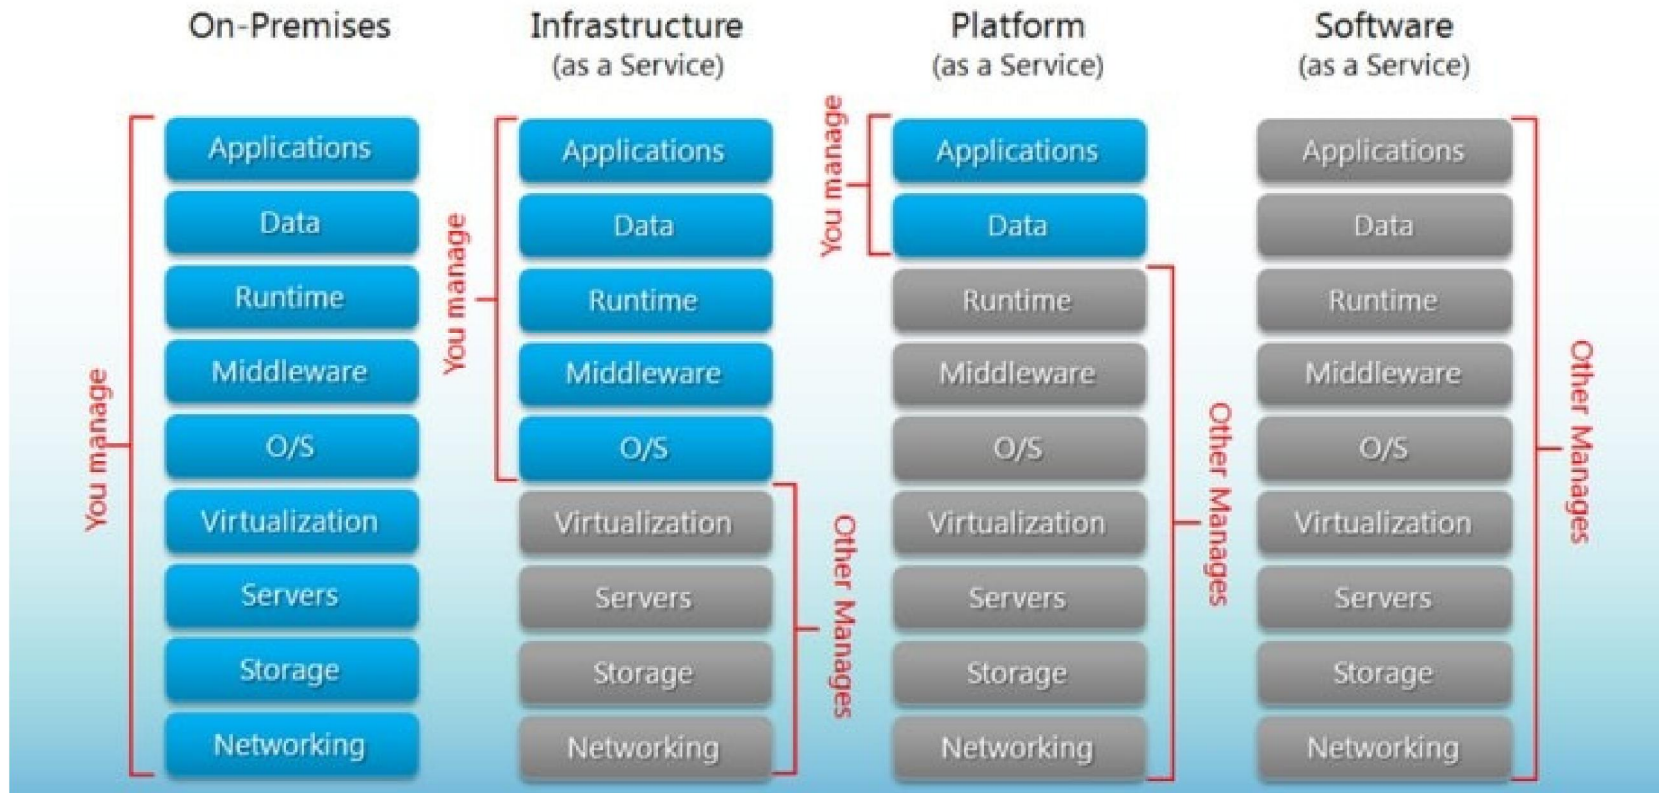 On-Premises
Infrastructure
(as a Service)
Platform
(as a Service)
Software
(as a Service)
You manage
Applications
Data
Runtime
Middleware
O/S
Virtualization
Servers
Storage
Networking
You manage
Applications
Data
Runtime
Middleware
O/S
Virtualization
Servers
Storage
Networking
Other Manages
You manage
Applications
Data
Runtime
Middleware
O/S
Virtualization
Servers
Storage
Networking
Other Manages
Applications
Data
Runtime
Middleware
O/S
Virtualization
Servers
Storage
Networking
Other Manages